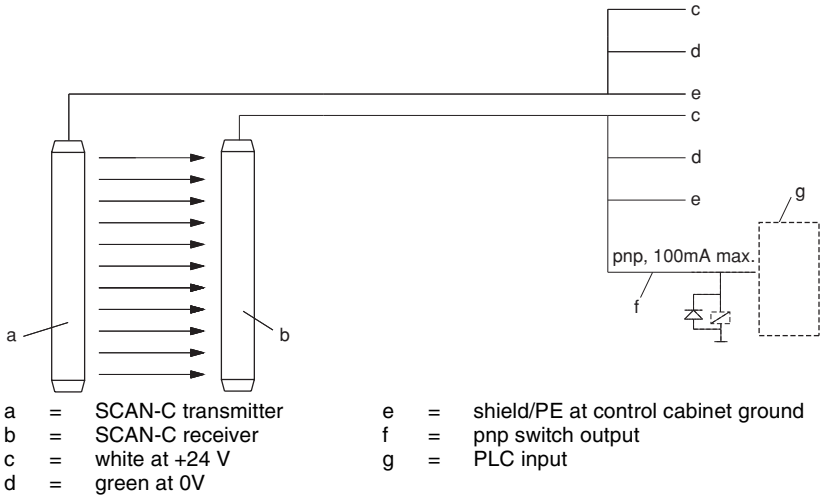 c
d
e
c
d
e
g
pnp, 100mA max.
f
a
b
a = SCAN-C transmitter
b = SCAN-C receiver
c = white at +24 V
d = green at 0V
e = shield/PE at control cabinet ground
f = pnp switch output
g = PLC input